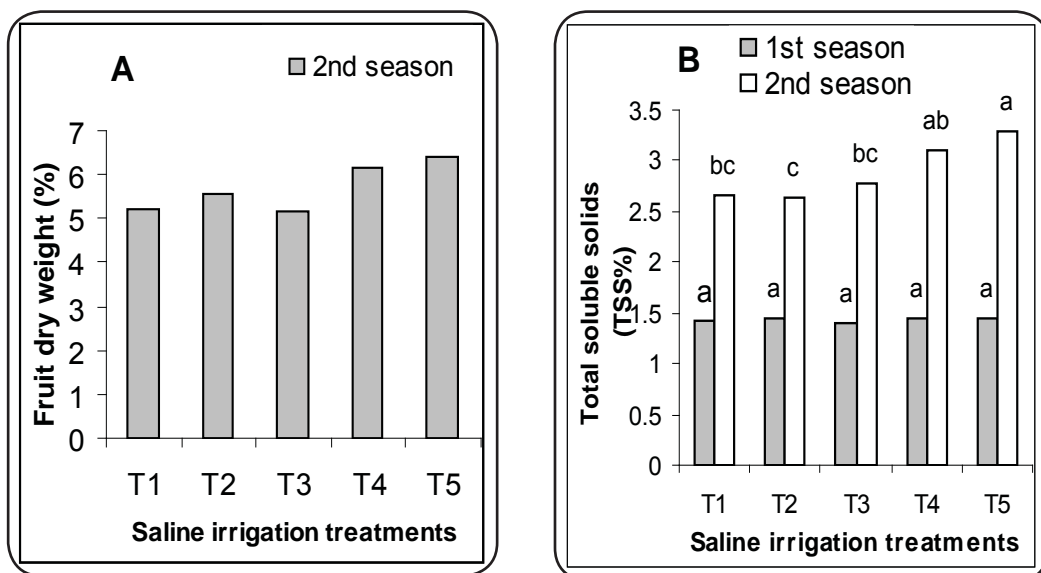 A
2nd season
7
6
5
4
3
2
1
0
Fruit dry weight (%)
T1 T2 T3 T4 T5
Saline irrigation treatments
B
1st season
2nd season
3.5
3
2.5
2
1.5
1
0.5
0
Total soluble solids
(TSS%)
bc c bc ab a
a a a a a
T1 T2 T3 T4 T5
Saline irrigation treatments